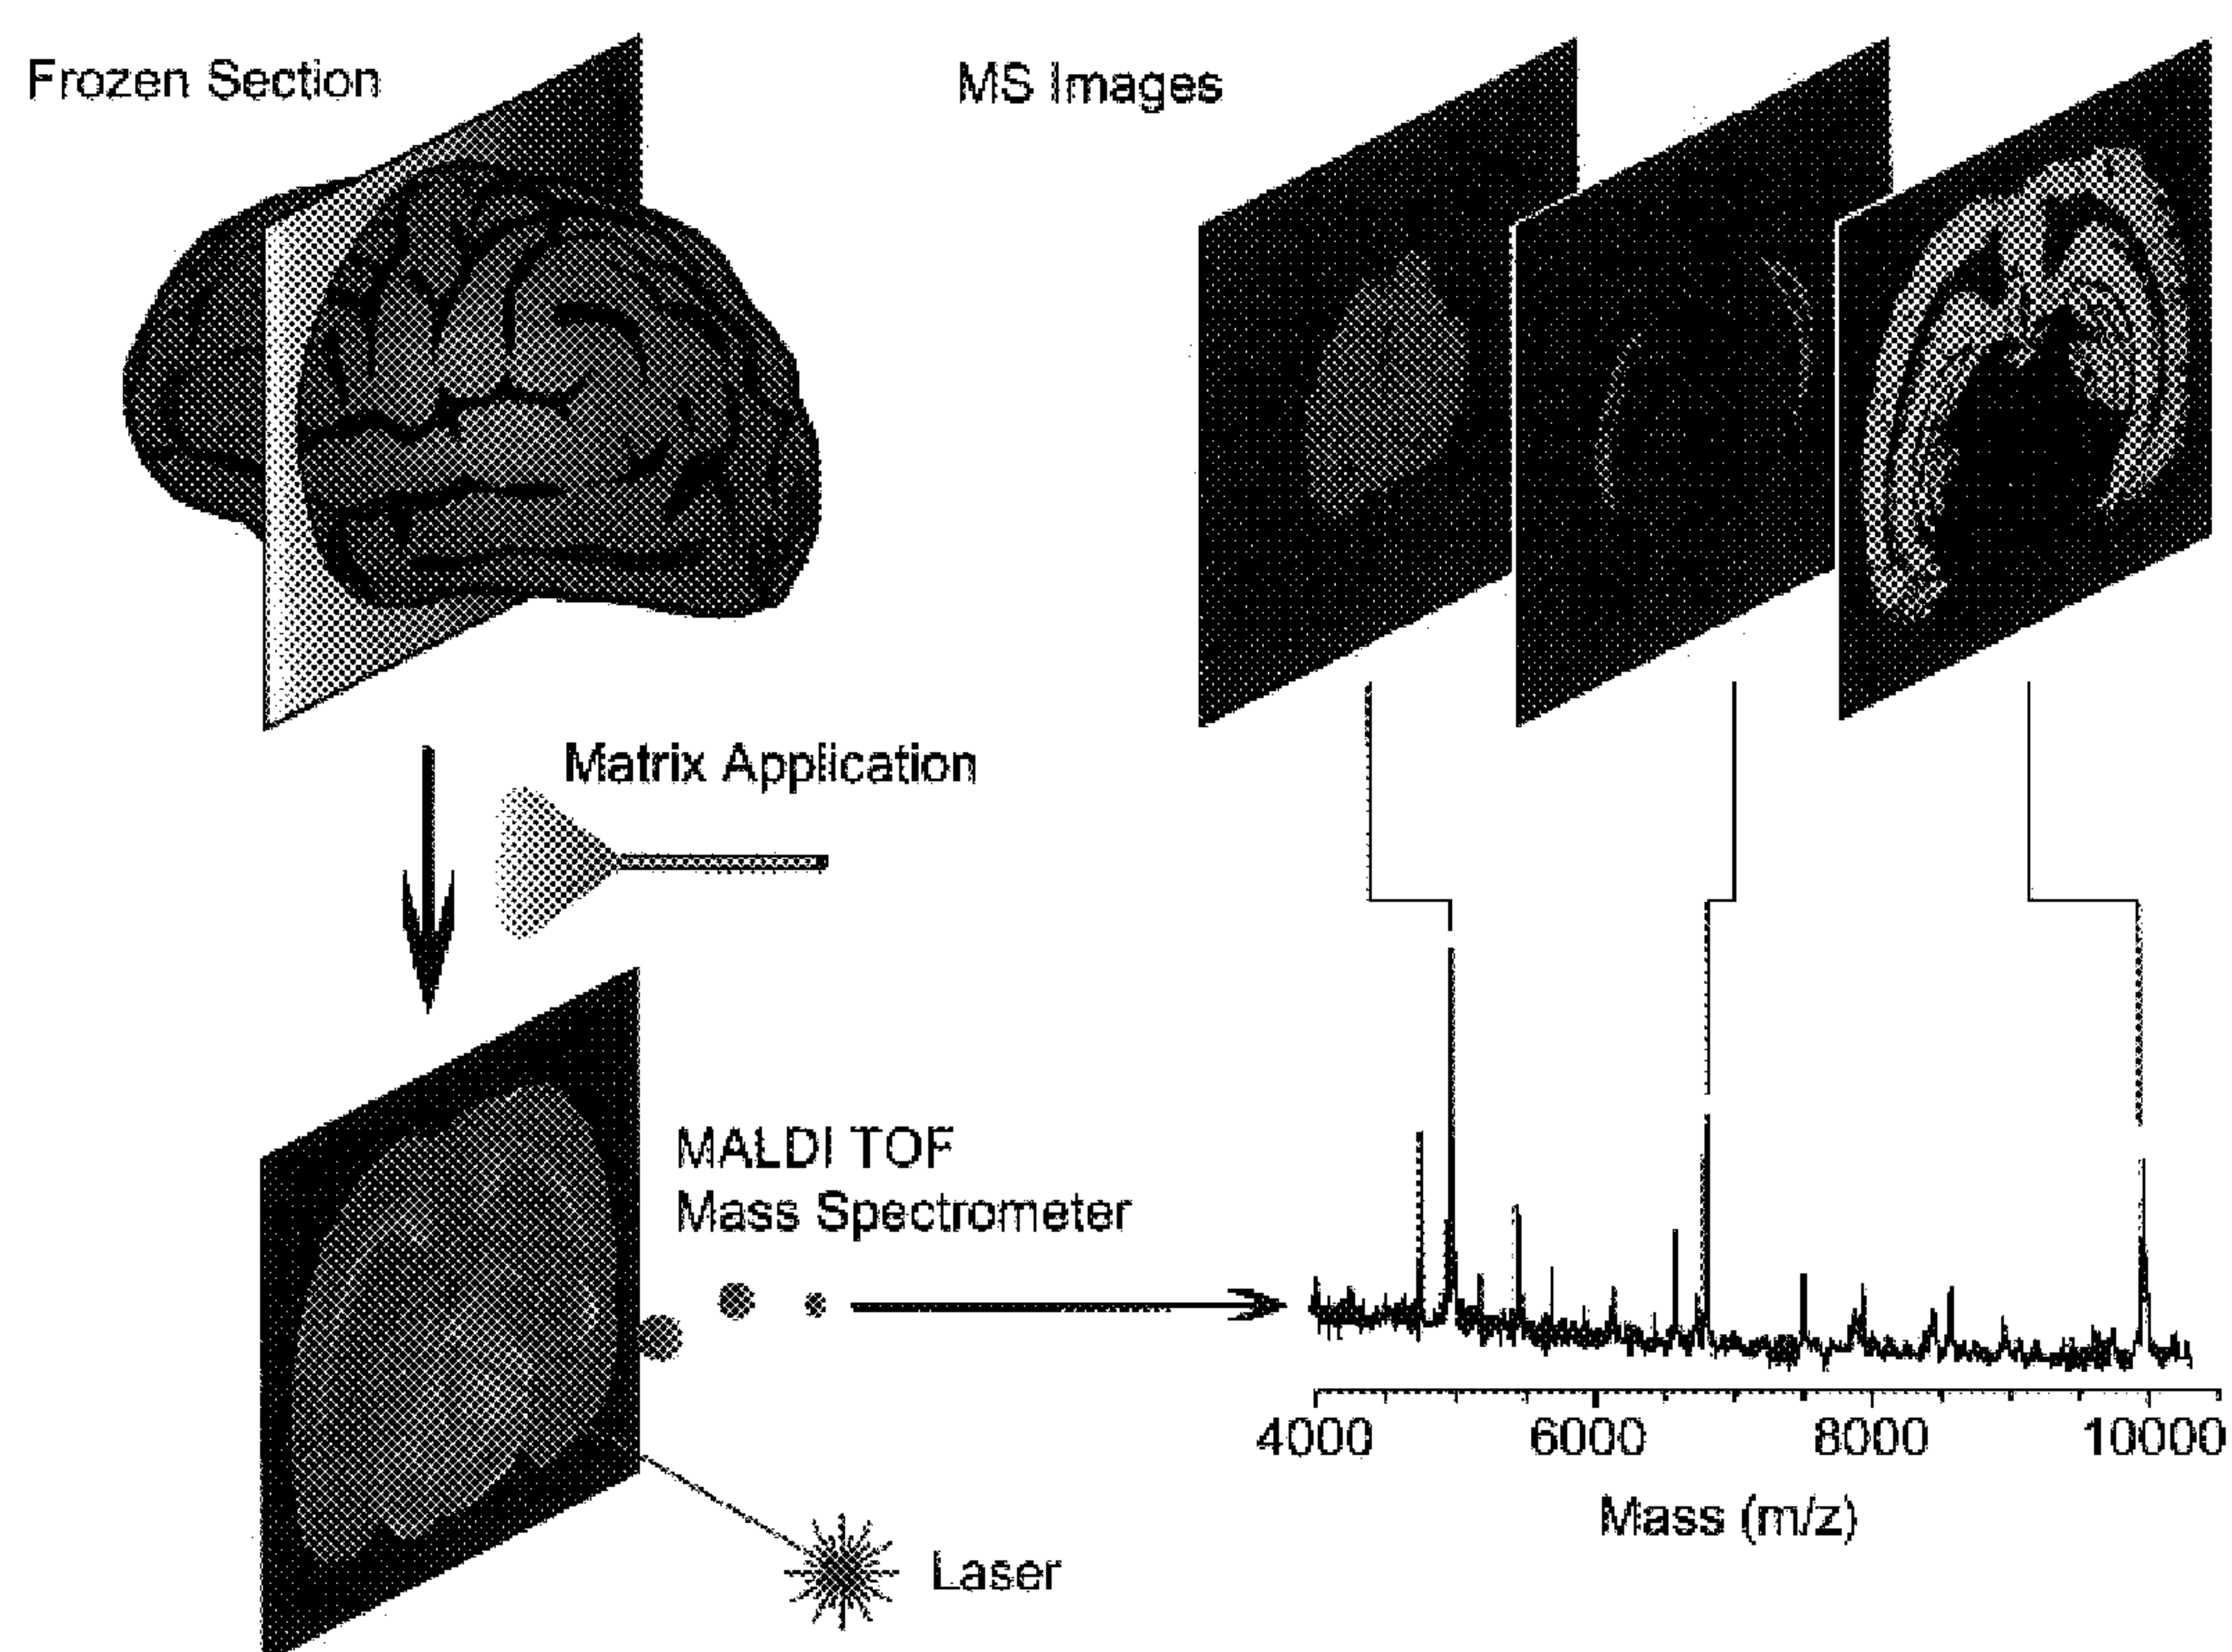 Frozen Section
MS Images
Matrix Application
MALDI TOF
Mass Spectrometer
4000 6000 8000 10000
Mass (m/z)
Laser